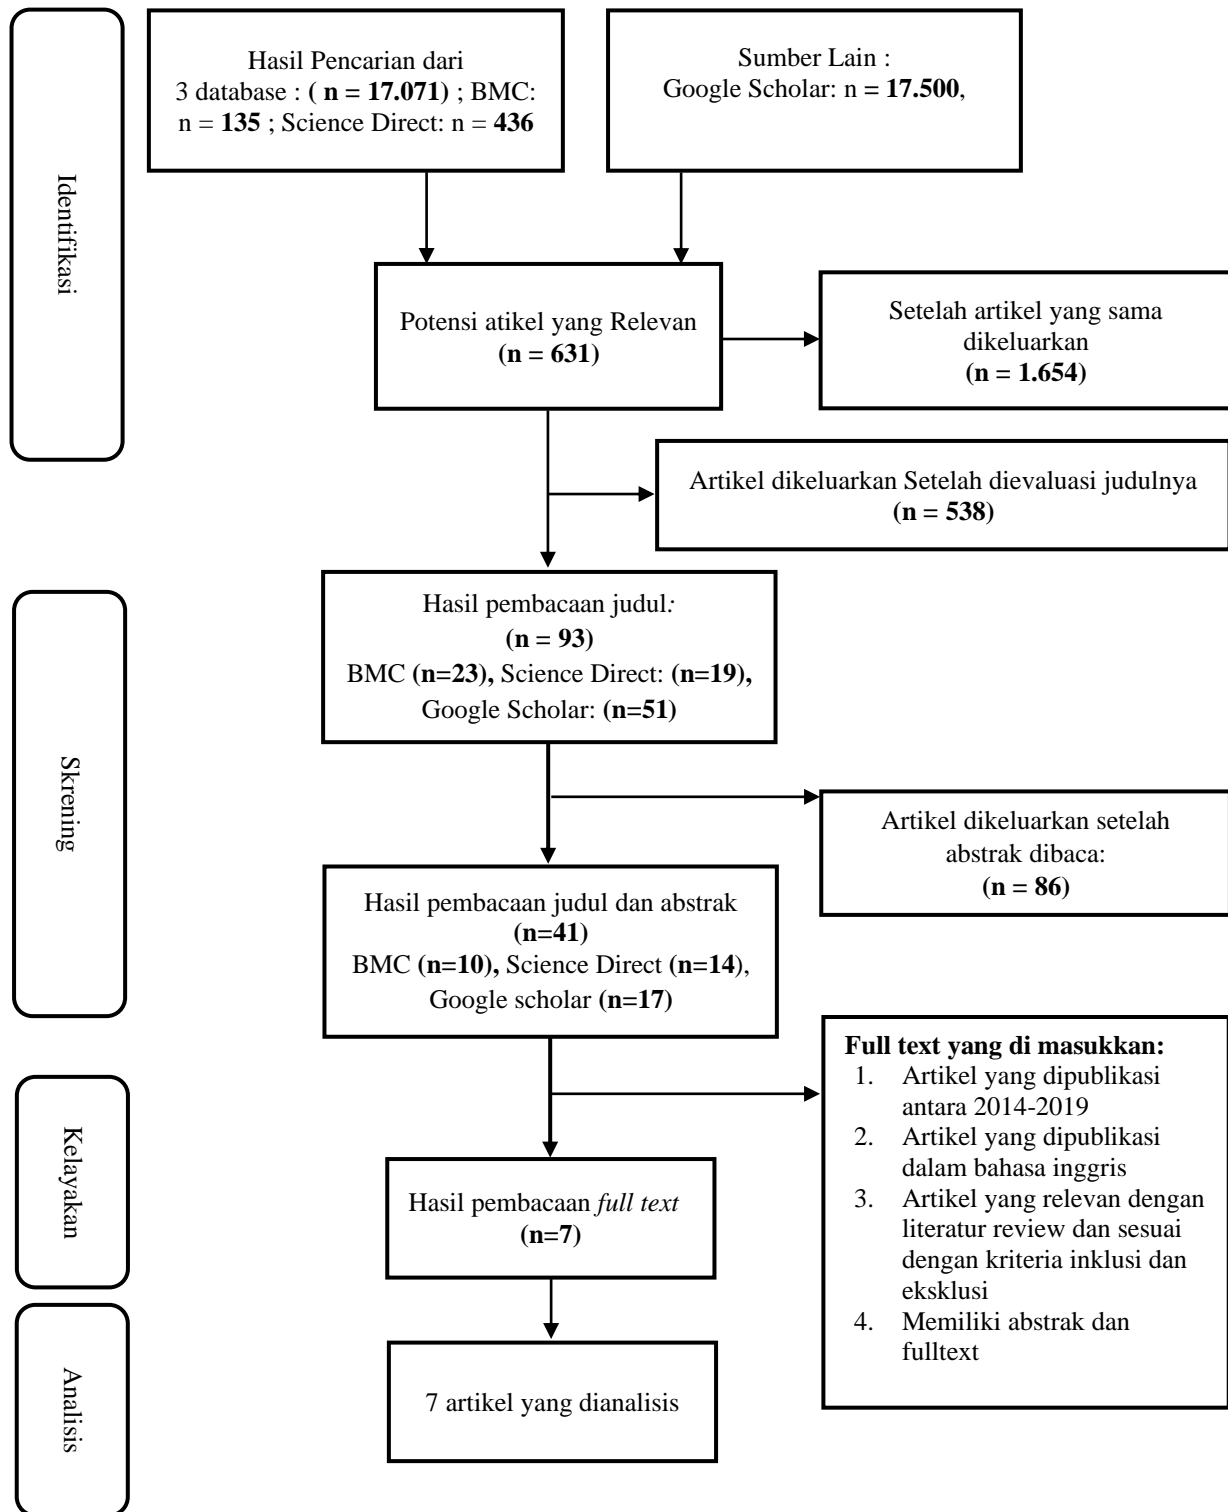 Identifikasi
Hasil Pencarian dari
3 database : ( n = 17.071) ; BMC:
n = 135 ; Science Direct: n = 436
Sumber Lain :
Google Scholar: n = 17.500,
Potensi atikel yang Relevan
(n = 631)
Setelah artikel yang sama
dikeluarkan
(n = 1.654)
Artikel dikeluarkan Setelah dievaluasi judulnya
(n = 538)
Skrening
Hasil pembacaan judul:
(n = 93)
BMC (n=23), Science Direct: (n=19),
Google Scholar: (n=51)
Artikel dikeluarkan setelah
abstrak dibaca:
(n = 86)
Hasil pembacaan judul dan abstrak
(n=41)
BMC (n=10), Science Direct (n=14),
Google scholar (n=17)
Kelayakan
Full text yang di masukkan:
1. Artikel yang dipublikasi
antara 2014-2019
2. Artikel yang dipublikasi
dalam bahasa inggris
3. Artikel yang relevan dengan
literatur review dan sesuai
dengan kriteria inklusi dan
eksklusi
4. Memiliki abstrak dan
fulltext
Hasil pembacaan full text
(n=7)
Analisis
7 artikel yang dianalisis